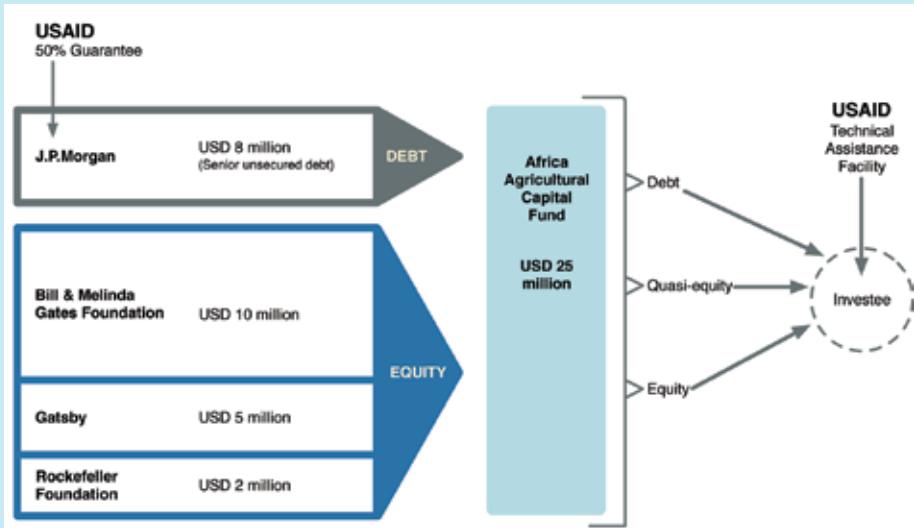 USAID
50% Guarantee
J.P.Morgan
USD 8 million
(Senior unsecured debt)
DEBT
Bill & Melinda
Gates Foundation
USD 10 million
EQUITY
Gatsby
USD 5 million
Rockefeller
Foundation
USD 2 million
Africa
Agricultural
Capital
Fund
USD 25
million
Debt
Quasi-equity
Equity
USAID
Technical
Assistance
Facility
Investee